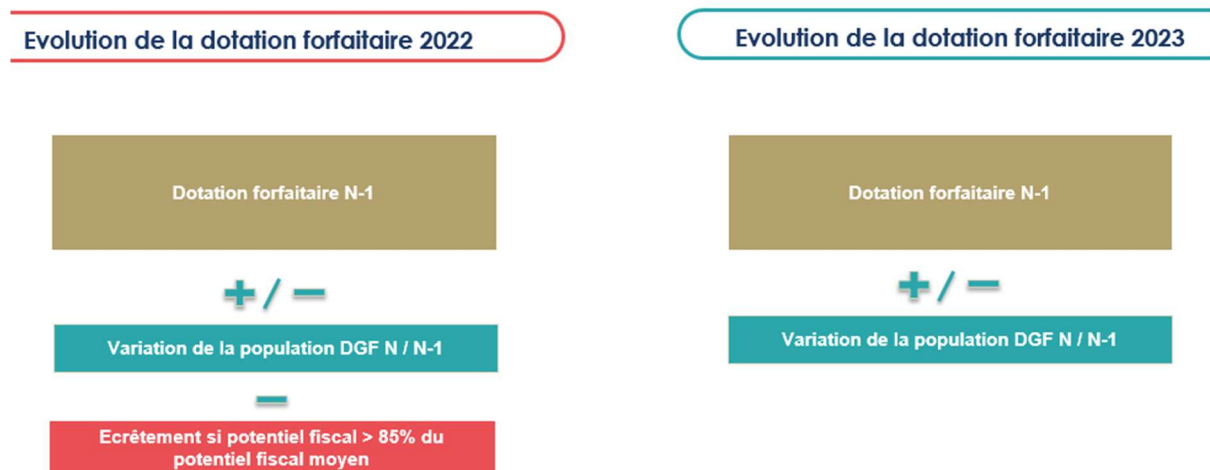 Evolution de la dotation forfaitaire 2022
Dotation forfaitaire N-1
+ / −
Variation de la population DGF N / N-1
−
Ecrêtement si potentiel fiscal > 85% du
potentiel fiscal moyen
Evolution de la dotation forfaitaire 2023
Dotation forfaitaire N-1
+ / −
Variation de la population DGF N / N-1